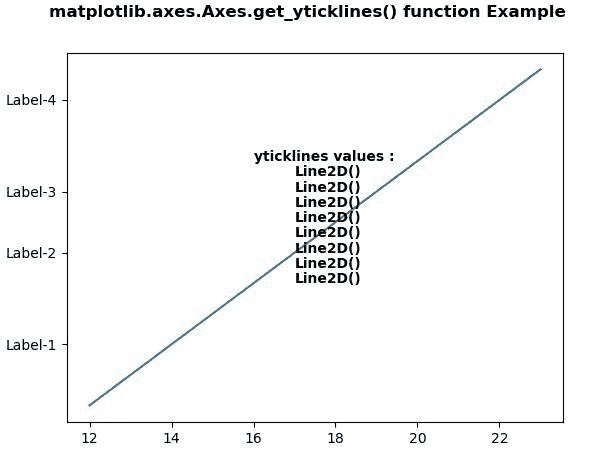 matplotlib.axes.Axes.get_yticklines() function Example
Label-4
yticklines values :
Line2D()
Line2D()
Label-3
Line2D()
Line2D()
Line2D()
Label-2
Line2D()
Line2D()
Line2D()
Label-1
12 14 16 18 20 22